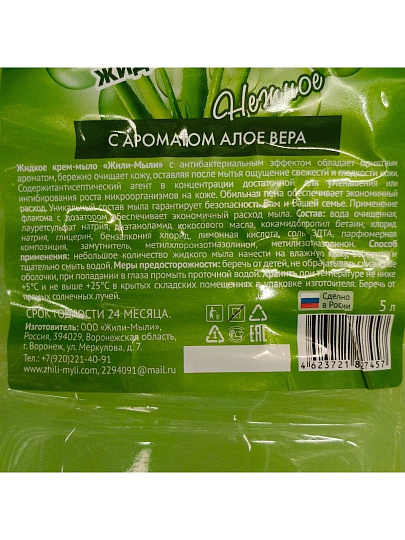 ЖИД
Нежное
С АРОМАТОМ АЛОЕ ВЕРА
Жидкое крем-мыло «Жили-Мыли» с антибактериальным эффектом обладает приятным
ароматом, бережно очищает кожу, оставляя после мытья ощущение свежести и гладкости кожи.
Содержит антисептический агент в концентрации достаточной для уменьшения или
ингибирования роста микроорганизмов на коже. Обильная пена обеспечивает экономичный
расход. Уникальный состав мыла гарантирует безопасность Вам и Вашей семье. Применение
флакона с дозатором обеспечивает экономичный расход мыла. Состав: вода очищенная,
лауретсульфат натрия, диэтаноламид кокосового масла, кокамидопропил бетаин, хлорид
натрия, глицерин, бензалкония хлорид, лимонная кислота, соль ЭДТА, парфюмерная
композиция, замутнитель, метилхлороизотиазолинон, метилизотиазолинон. Способ
применения: небольшое количество жидкого мыла нанести на влажную кожу, вспенить и
тщательно смыть водой. Меры предосторожности: беречь от детей, не обрабатывать слизистые
оболочки, при попадании в глаза промыть проточной водой. Хранить при температуре не ниже
+5°С и не выше +25°С в крытых складских помещениях в упаковке изготовителя. Беречь от
прямых солнечных лучей.
СРОК ГОДНОСТИ 24 МЕСЯЦА.
Изготовитель: ООО «Жили-Мыли»,
Россия, 394029, Воронежская область,
г. Воронеж, ул. Меркулова, д. 7.
Тел.: +7(920)221-40-91
www.zhili-myli.com, 2294091@mail.ru
EAC
Сделано
в России
5 л
4 623721 827457